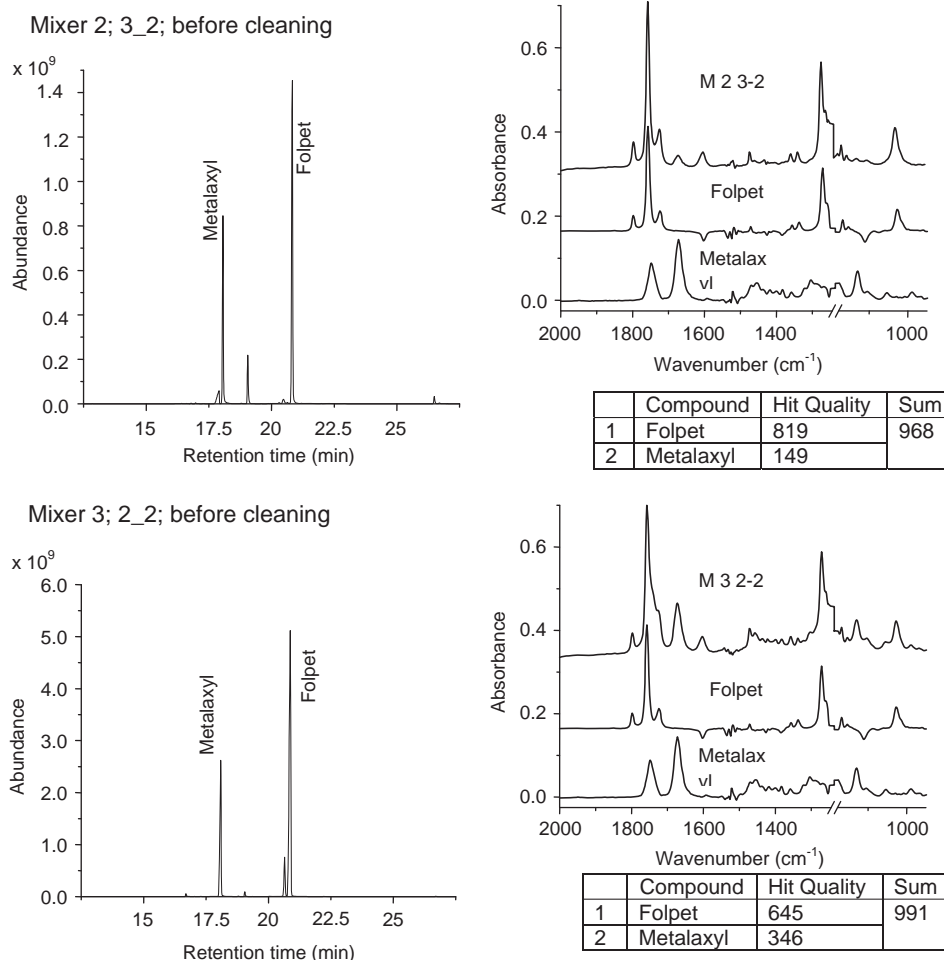 Mixer 2; 3_2; before cleaning
x 10⁹
1.4
1.2
1.0
0.8
0.6
0.4
0.2
0.0
Abundance
Metalaxyl
Folpet
15 17.5 20 22.5 25
Retention time (min)
0.6
0.4
0.2
0.0
Absorbance
M 2 3-2
Folpet
Metalax
vl
2000 1800 1600 1400 1000
Wavenumber (cm⁻¹)
Compound Hit Quality Sum
1 Folpet 819 968
2 Metalaxyl 149
Mixer 3; 2_2; before cleaning
x 10⁹
6.0
5.0
4.0
3.0
2.0
1.0
0.0
Abundance
Metalaxyl
Folpet
15 17.5 20 22.5 25
Retention time (min)
0.6
0.4
0.2
0.0
Absorbance
M 3 2-2
Folpet
Metalax
vl
2000 1800 1600 1400 1000
Wavenumber (cm⁻¹)
Compound Hit Quality Sum
1 Folpet 645 991
2 Metalaxyl 346